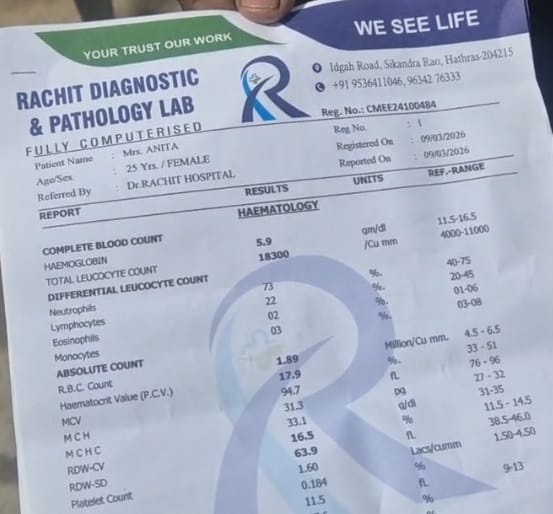 YOUR TRUST OUR WORK
WE SEE LIFE
RACHIT DIAGNOSTIC
& PATHOLOGY LAB
FULLY COMPUTERISED
Idgah Road, Sikandra Rao, Hathras-204215
+91 9536411046, 96342 76333
Reg. No.: CMEE24100484
Patient Name : Mrs. ANITA
Age/Sex : 25 Yrs. / FEMALE
Referred By : Dr.RACHIT HOSPITAL
Reg No. : 1
Registered On : 09/03/2026
Reported On : 09/03/2026
REPORT RESULTS UNITS REF.-RANGE
HAEMATOLOGY
COMPLETE BLOOD COUNT
HAEMOGLOBIN 5.9 gm/dl 11.5-16.5
TOTAL LEUCOCYTE COUNT 18300 /Cu mm 4000-11000
DIFFERENTIAL LEUCOCYTE COUNT
Neutrophils 73 %. 40-75
Lymphocytes 22 %. 20-45
Eosinophils 02 %. 01-06
Monocytes 03 %. 03-08
ABSOLUTE COUNT
R.B.C. Count 1.89 Million/Cu mm. 4.5 - 6.5
Haematocrit Value (P.C.V.) 17.9 %. 33 - 51
MCV 94.7 fL 76 - 96
M C H 31.3 pg 27 - 32
M C H C 33.1 g/dl 31-35
RDW-CV 16.5 % 11.5 - 14.5
RDW-SD 63.9 fL 38.5-46.0
Platelet Count 1.60 Lacs/cumm 1.50-4.50
0.184 %
11.5 fL 9-13
%